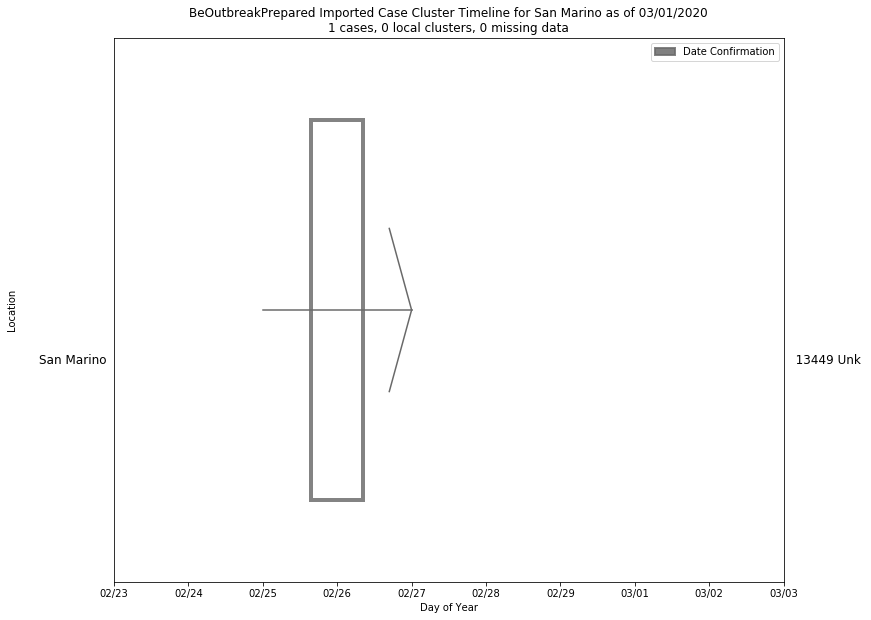 BeOutbreakPrepared Imported Case Cluster Timeline for San Marino as of 03/01/2020
1 cases, 0 local clusters, 0 missing data
Date Confirmation
Location
San Marino
13449 Unk
02/23
02/24
02/25
02/26
02/27
02/28
02/29
03/01
03/02
03/03
Day of Year